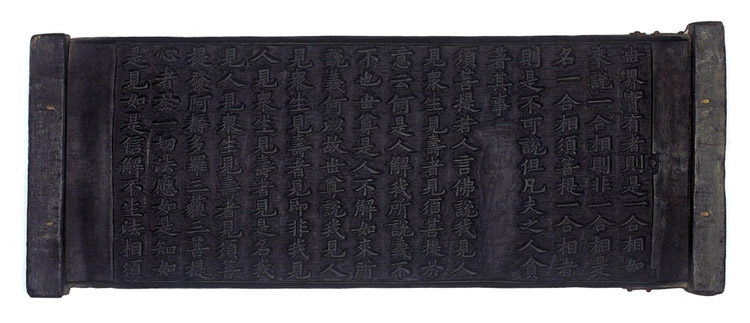 世界實有者則是一合相如
來說一合相則非一合相是
名一合相須菩提一合相者
則是不可說但凡夫之人貪
著其事
須菩提若人言佛說我見人
見衆生見壽者見須菩提於
意云何是人解我所說義不
不也世尊是人不解如來所
說義何以故世尊說我見人
見衆生見壽者見即非我見
人見衆生見壽者見是名我
見人見衆生見壽者見須菩
提發阿耨多羅三藐三菩提
心者於一切法應如是知如
是見如是信解不生法相須